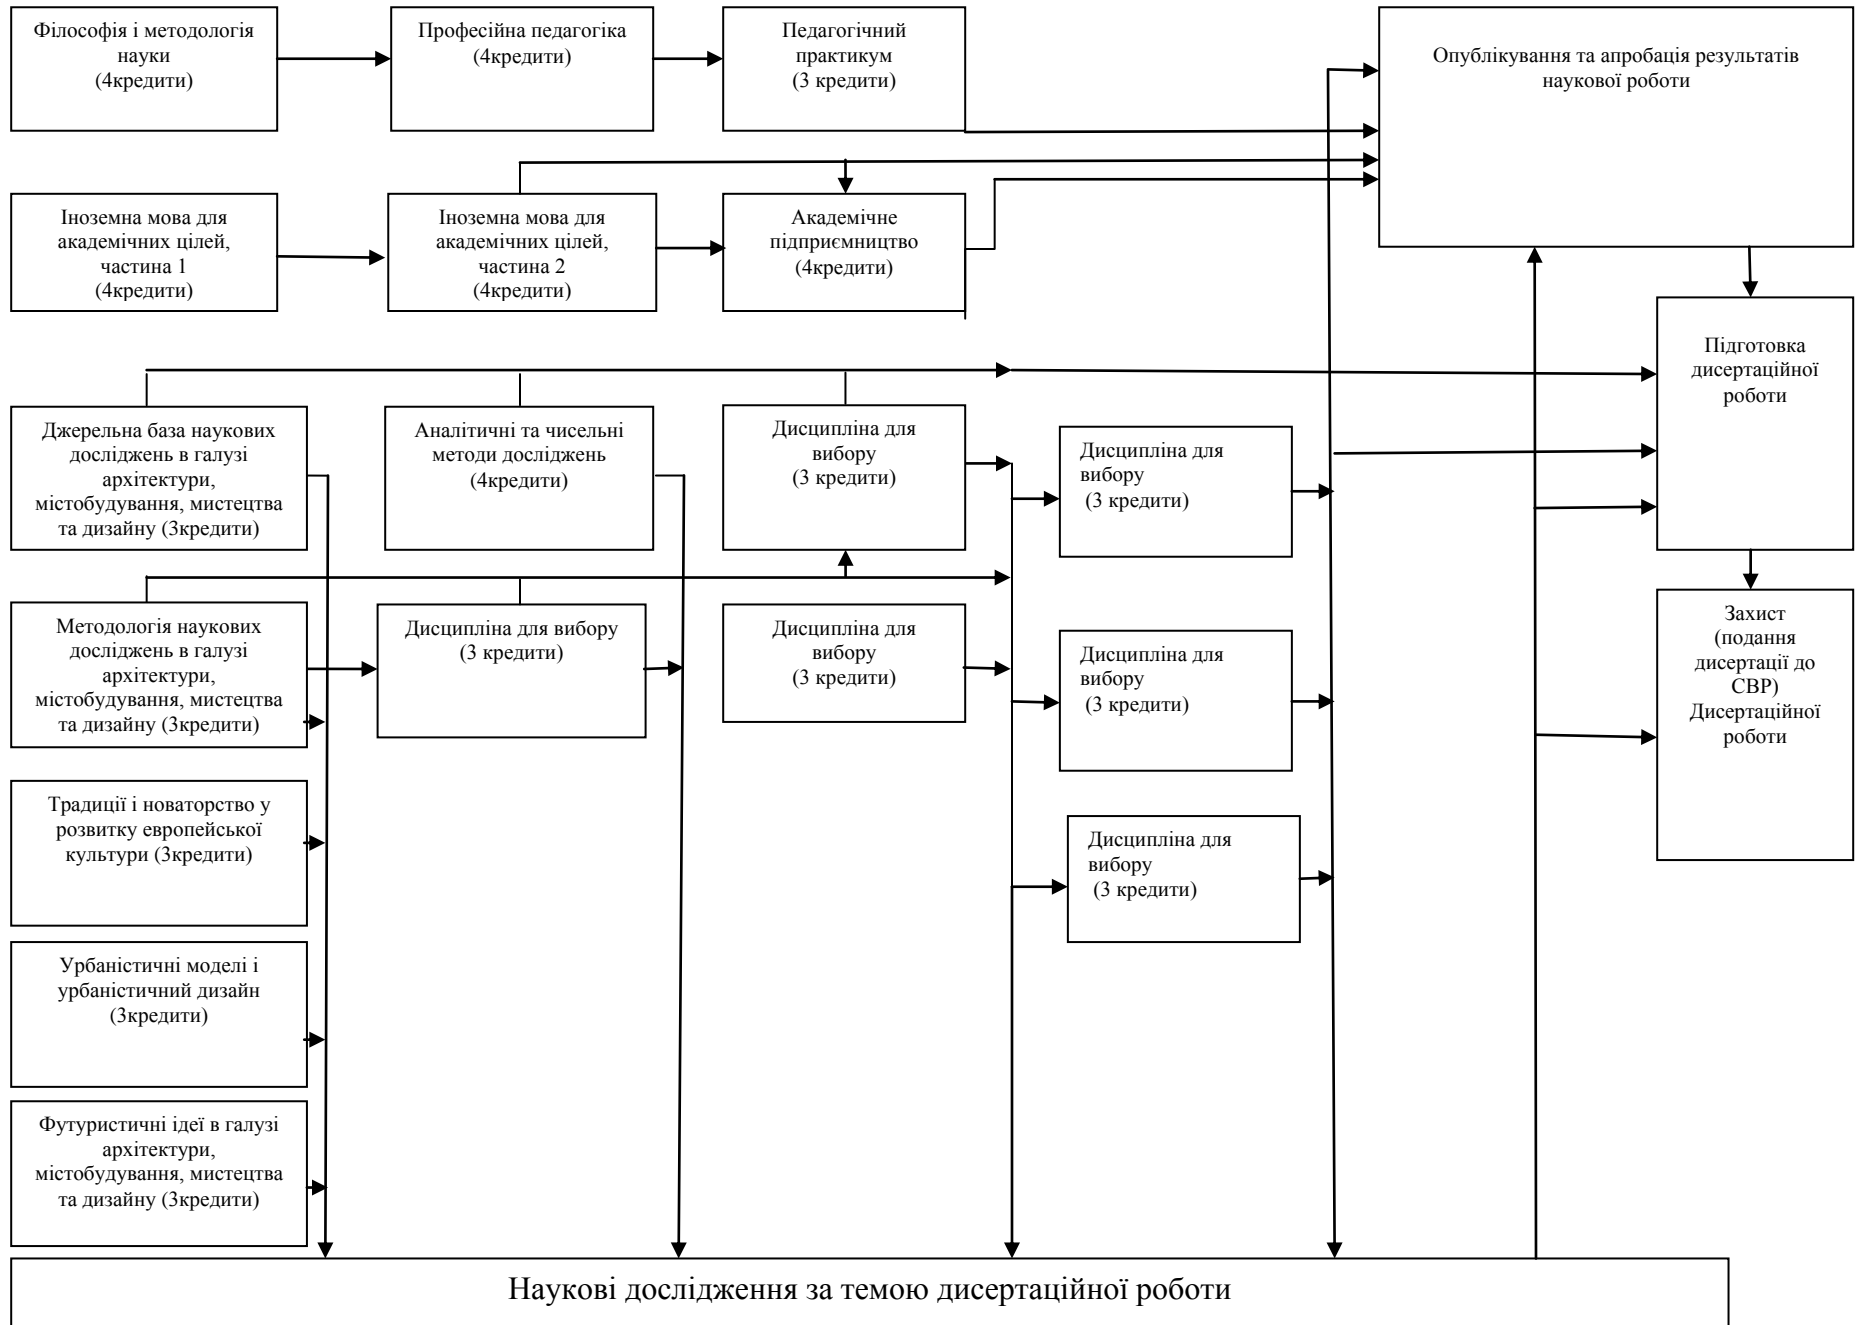 Філософія і методологія
науки
(4кредити)
Професійна педагогіка
(4кредити)
Педагогічний
практикум
(3 кредити)
Опублікування та апробація результатів
наукової роботи
Іноземна мова для
академічних цілей,
частина 1
(4кредити)
Іноземна мова для
академічних цілей,
частина 2
(4кредити)
Академічне
підприємництво
(4кредити)
Підготовка
дисертаційної
роботи
Джерельна база наукових
досліджень в галузі
архітектури,
містобудування, мистецтва
та дизайну (3кредити)
Аналітичні та чисельні
методи досліджень
(4кредити)
Дисципліна для
вибору
(3 кредити)
Дисципліна для
вибору
(3 кредити)
Методологія наукових
досліджень в галузі
архітектури,
містобудування, мистецтва
та дизайну (3кредити)
Дисципліна для вибору
(3 кредити)
Дисципліна для
вибору
(3 кредити)
Дисципліна для
вибору
(3 кредити)
Захист
(подання
дисертації до
СВР)
Дисертаційної
роботи
Традиції і новаторство у
розвитку европейської
культури (3кредити)
Дисципліна для
вибору
(3 кредити)
Урбаністичні моделі і
урбаністичний дизайн
(3кредити)
Футуристичні ідеї в галузі
архітектури,
містобудування, мистецтва
та дизайну (3кредити)
Наукові дослідження за темою дисертаційної роботи